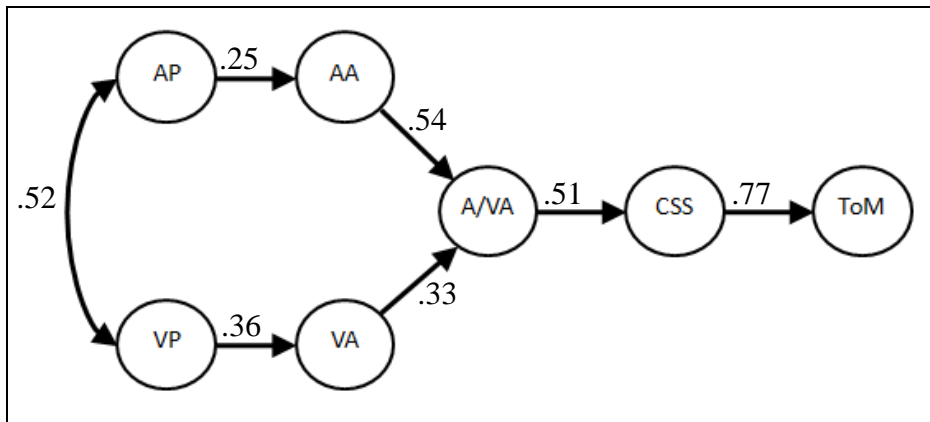 AP
.25
AA
.54
.52
A/VA
.51
CSS
.77
ToM
.33
VP
.36
VA